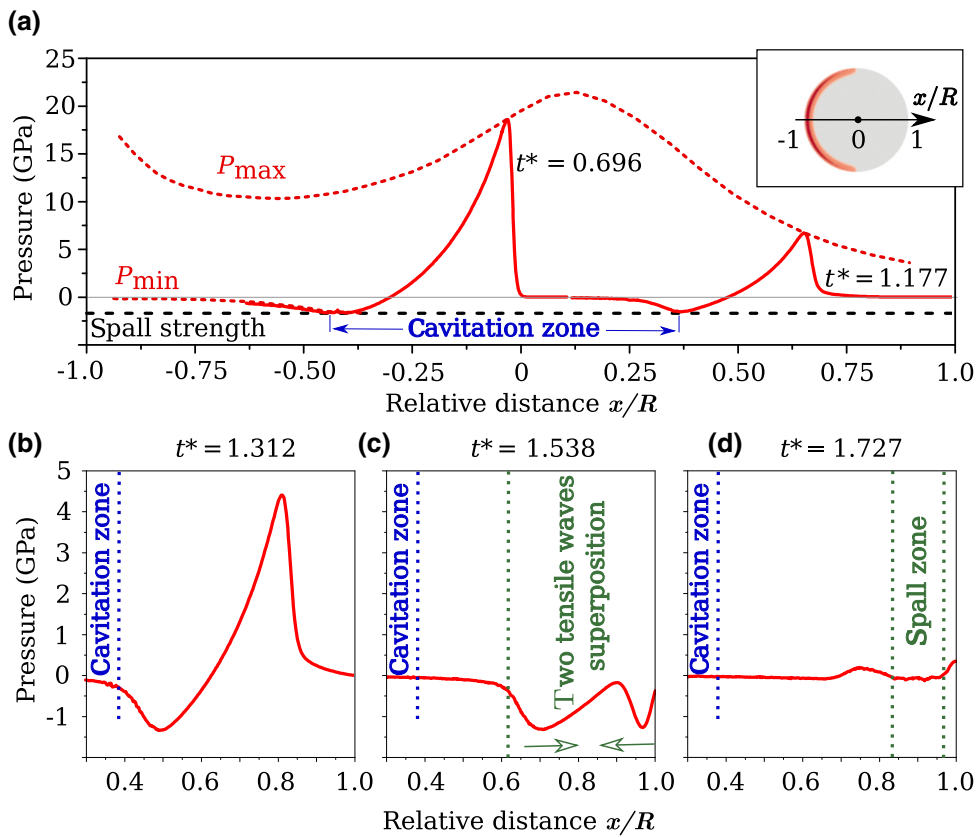 (a)
25
20
15
10
5
0
Pressure (GPa)
Pmax
Pmin
t* = 0.696
t* = 1.177
x/R
-1
0
1
Spall strength
Cavitation zone
-1.0
-0.75
-0.50
-0.25
0
0.25
0.50
0.75
1.0
Relative distance x/R
(b)
t* = 1.312
(c)
t* = 1.538
(d)
t* = 1.727
5
4
3
2
1
0
-1
Pressure (GPa)
Cavitation zone
0.4
0.6
0.8
1.0
Cavitation zone
Two tensile waves
superposition
0.4
0.6
0.8
1.0
Cavitation zone
Spall zone
0.4
0.6
0.8
1.0
Relative distance x/R